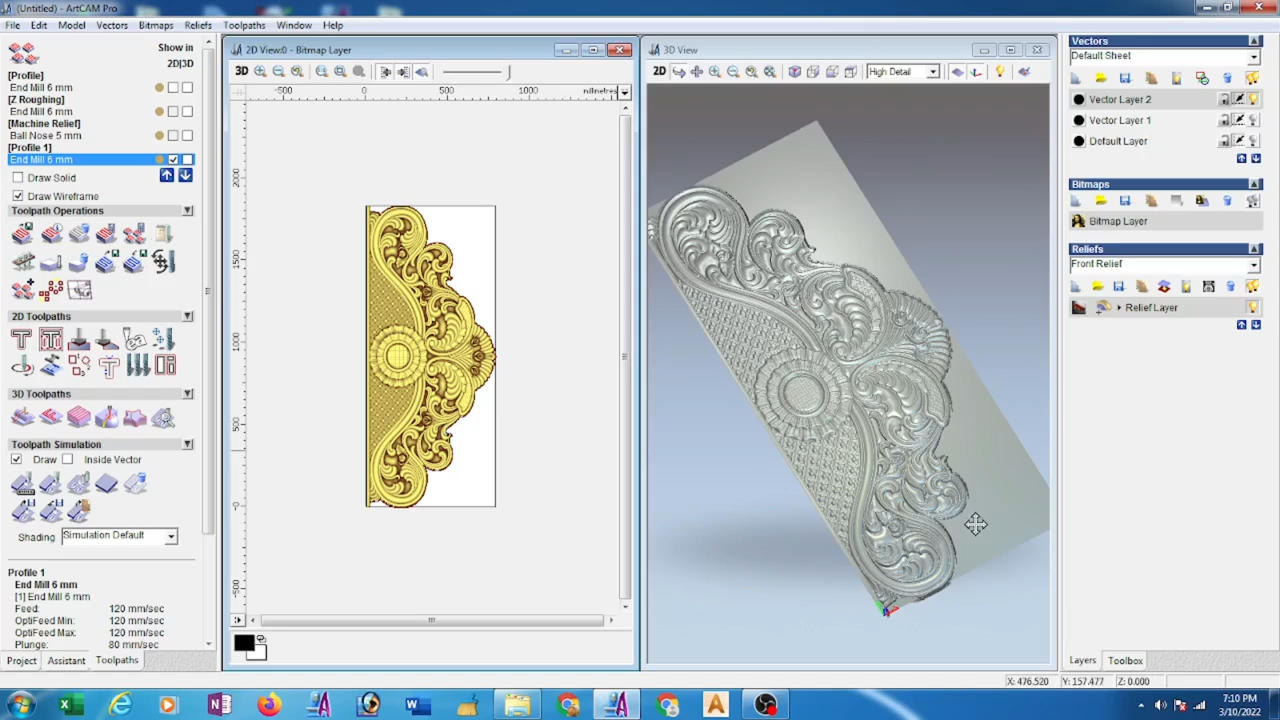 (Untitled) - ArtCAM Pro
File Edit Model Vectors Bitmaps Reliefs Toolpaths Window Help
Show in
2D|3D
[Profile]
End Mill 6 mm
[Z Roughing]
End Mill 6 mm
[Machine Relief]
Ball Nose 5 mm
[Profile 1]
End Mill 6 mm
Draw Solid
Draw Wireframe
Toolpath Operations
2D Toolpaths
3D Toolpaths
Toolpath Simulation
Draw Inside Vector
Shading Simulation Default
Profile 1
End Mill 6 mm
[1] End Mill 6 mm
Feed: 120 mm/sec
OptiFeed Min: 120 mm/sec
OptiFeed Max: 120 mm/sec
Plunge: 80 mm/sec
Project Assistant Toolpaths
2D View:0 - Bitmap Layer
3D
-500 0 500 1000 millimetres
2000
1500
1000
500
-0
-500
3D View
2D High Detail
Vectors
Default Sheet
Vector Layer 2
Vector Layer 1
Default Layer
Bitmaps
Bitmap Layer
Reliefs
Front Relief
Relief Layer
Layers Toolbox
X: 476.520 Y: 157.477 Z: 0.000
7:10 PM
3/10/2022